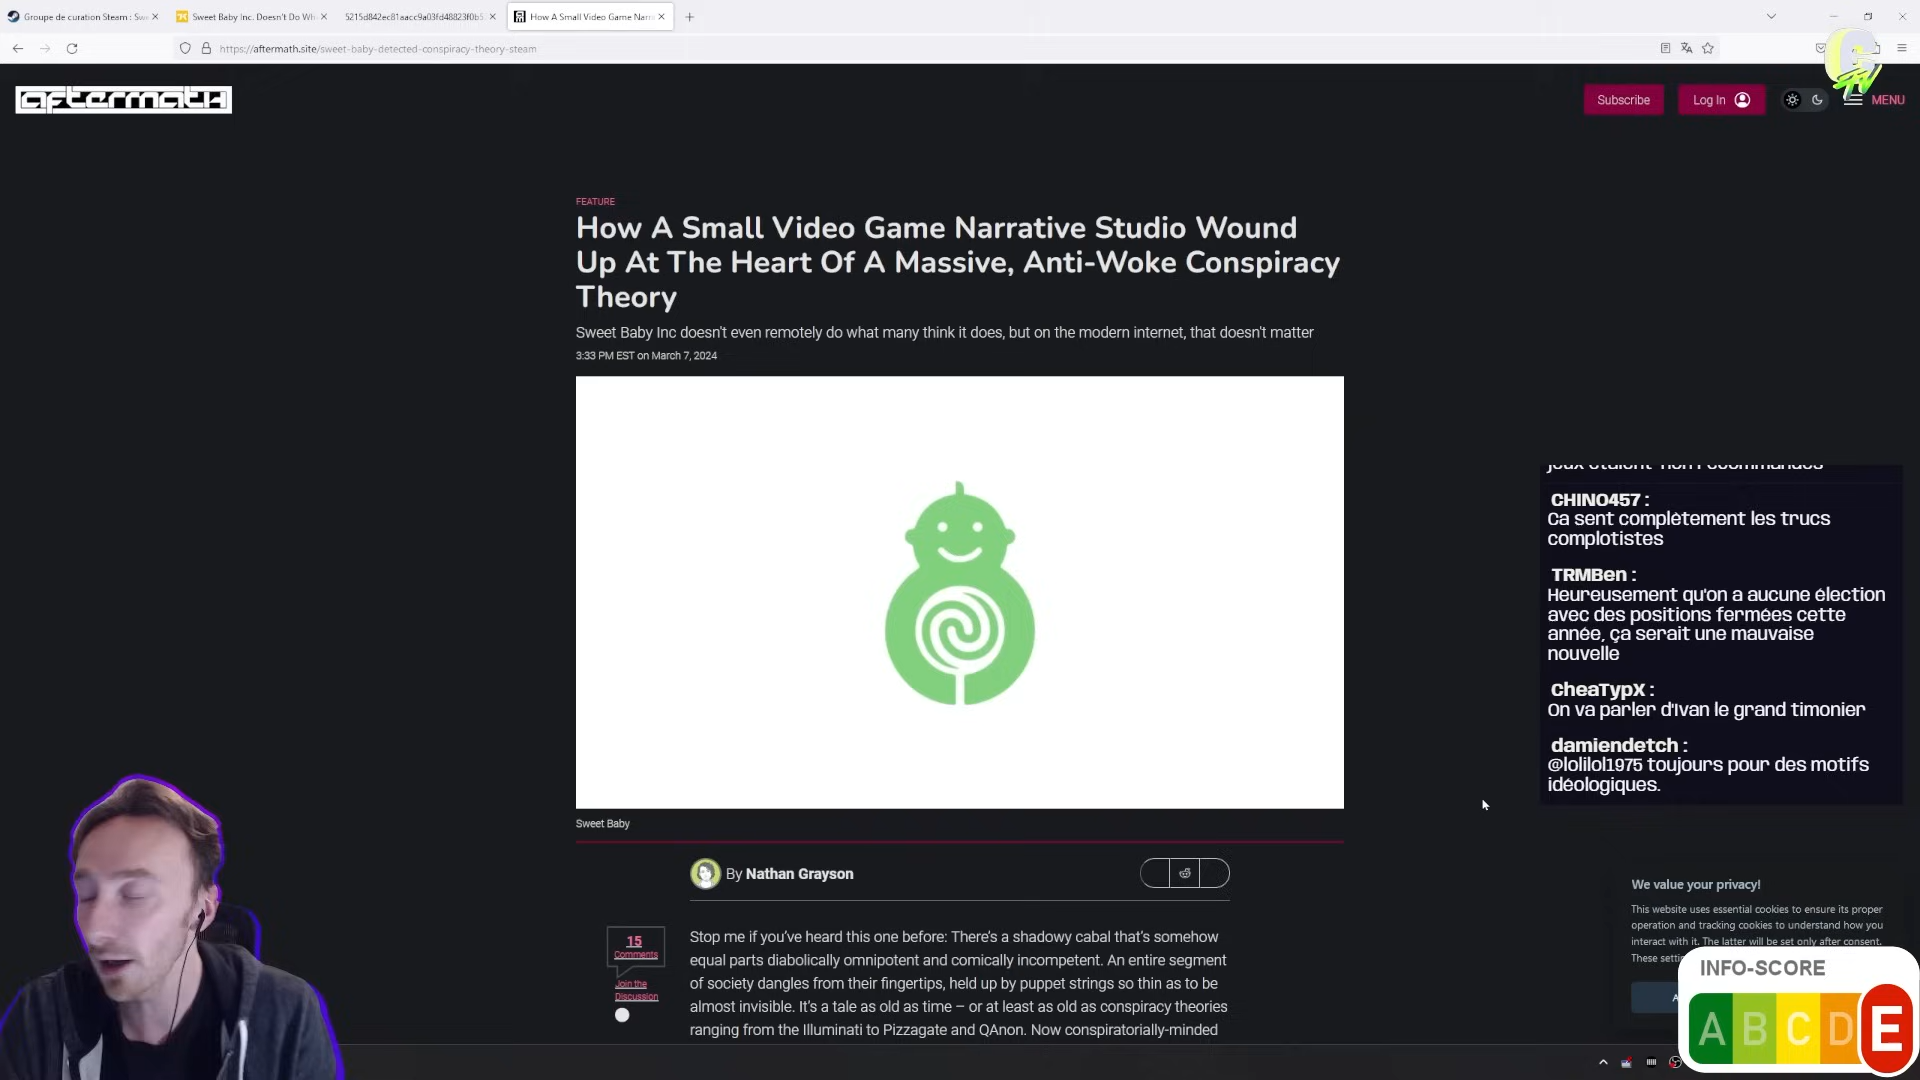 Groupe de curation Steam : Swe
Sweet Baby Inc. Doesn't Do Wh
5215d842ec81aacc9a03fd48823f0b5
How A Small Video Game Narra
https://aftermath.site/sweet-baby-detected-conspiracy-theory-steam
aftermath
Subscribe
Log In
MENU
FEATURE
How A Small Video Game Narrative Studio Wound
Up At The Heart Of A Massive, Anti-Woke Conspiracy
Theory
Sweet Baby Inc doesn't even remotely do what many think it does, but on the modern internet, that doesn't matter
3:33 PM EST on March 7, 2024
Sweet Baby
By Nathan Grayson
15
Comments
Join the
Discussion
Stop me if you've heard this one before: There's a shadowy cabal that's somehow
equal parts diabolically omnipotent and comically incompetent. An entire segment
of society dangles from their fingertips, held up by puppet strings so thin as to be
almost invisible. It's a tale as old as time – or at least as old as conspiracy theories
ranging from the Illuminati to Pizzagate and QAnon. Now conspiratorially-minded
CHINO457 :
Ca sent complètement les trucs
complotistes
TRMBen :
Heureusement qu'on a aucune élection
avec des positions fermées cette
année, ça serait une mauvaise
nouvelle
CheaTypX :
On va parler d'Ivan le grand timonier
damiendetch :
@lolilol1975 toujours pour des motifs
idéologiques.
We value your privacy!
This website uses essential cookies to ensure its proper
operation and tracking cookies to understand how you
interact with it. The latter will be set only after consent.
These setti
INFO-SCORE
A B C D E